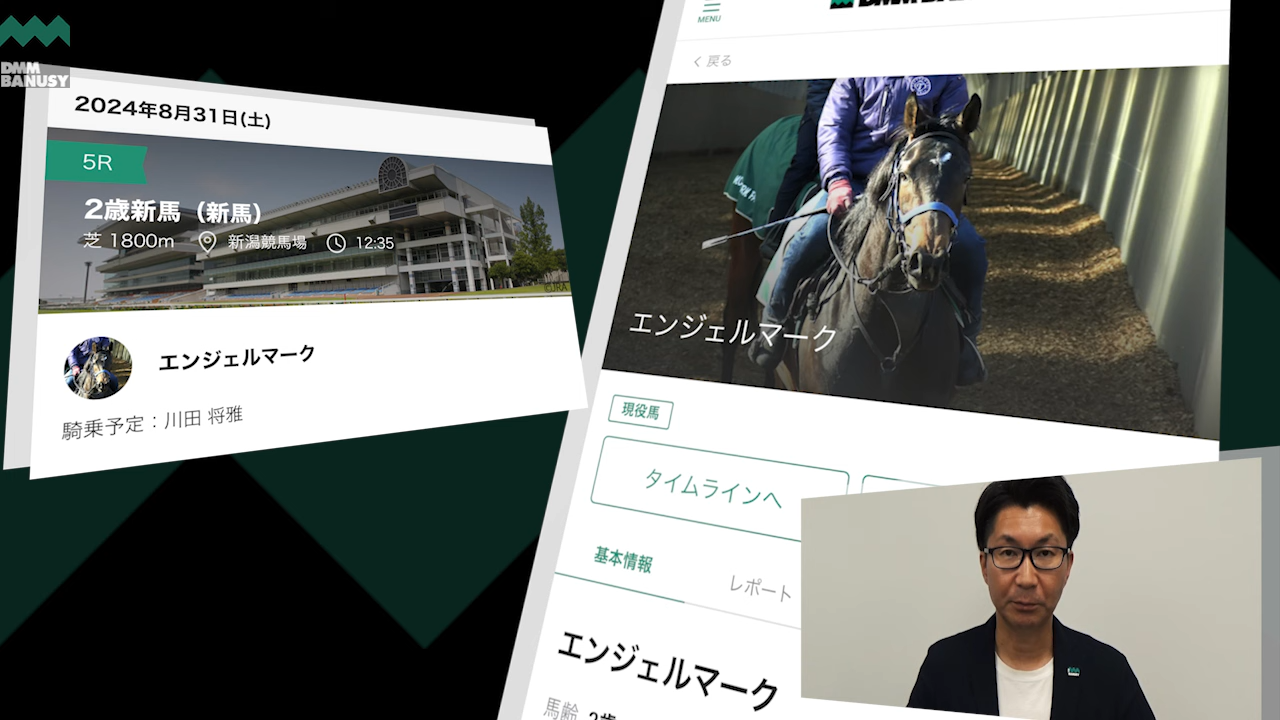 DMM
BANUSY
2024年8月31日(土)
5R
2歳新馬（新馬）
芝 1800m 新潟競馬場 12:35
©JRA
エンジェルマーク
騎乗予定：川田 将雅
MENU
戻る
エンジェルマーク
現役馬
タイムラインへ
基本情報
レポート
エンジェルマーク
馬齢 2歳